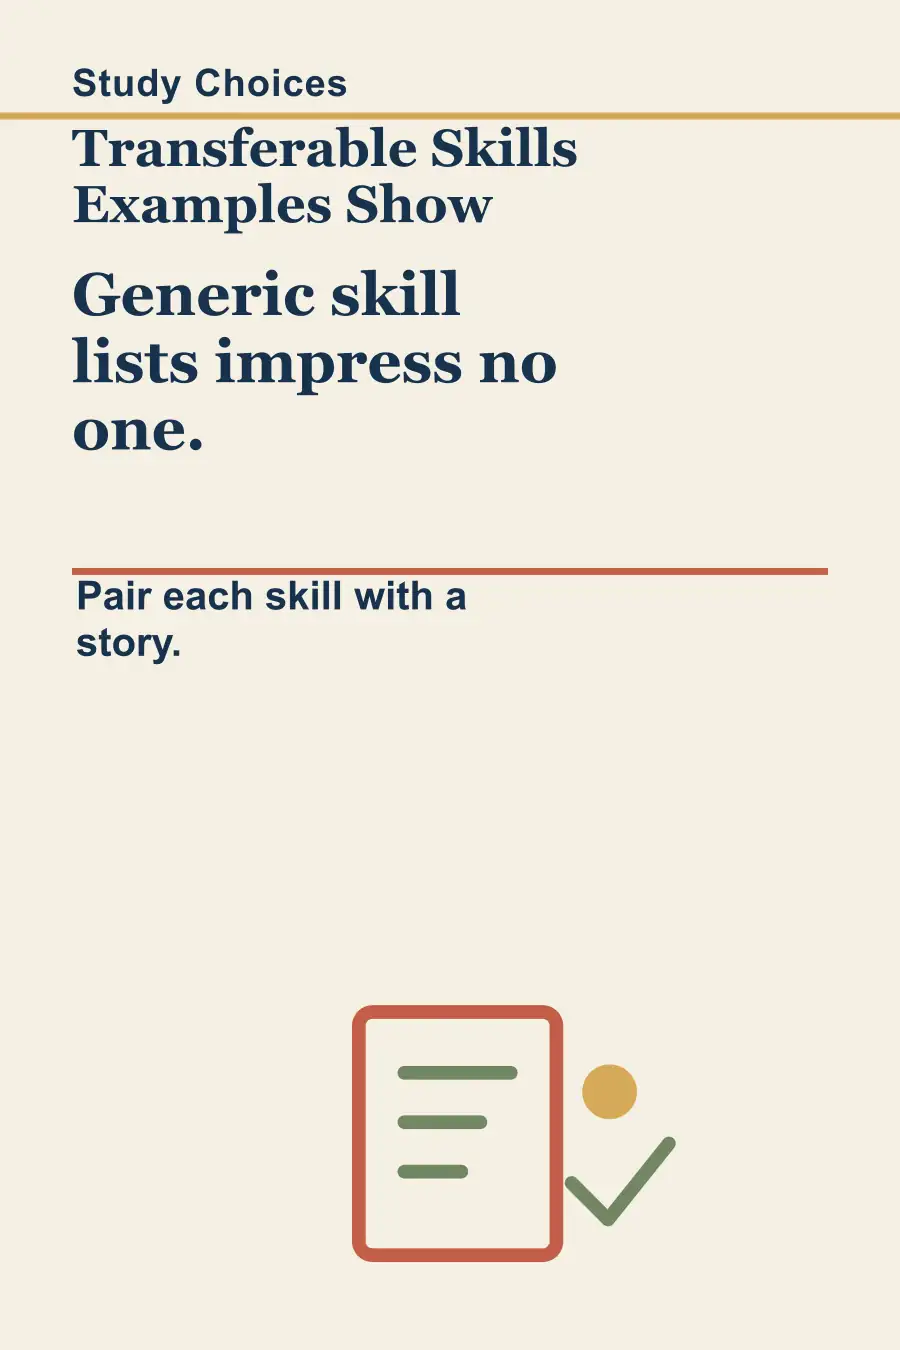 Study Choices
Transferable Skills
Examples Show
Generic skill
lists impress no
one.
Pair each skill with a
story.